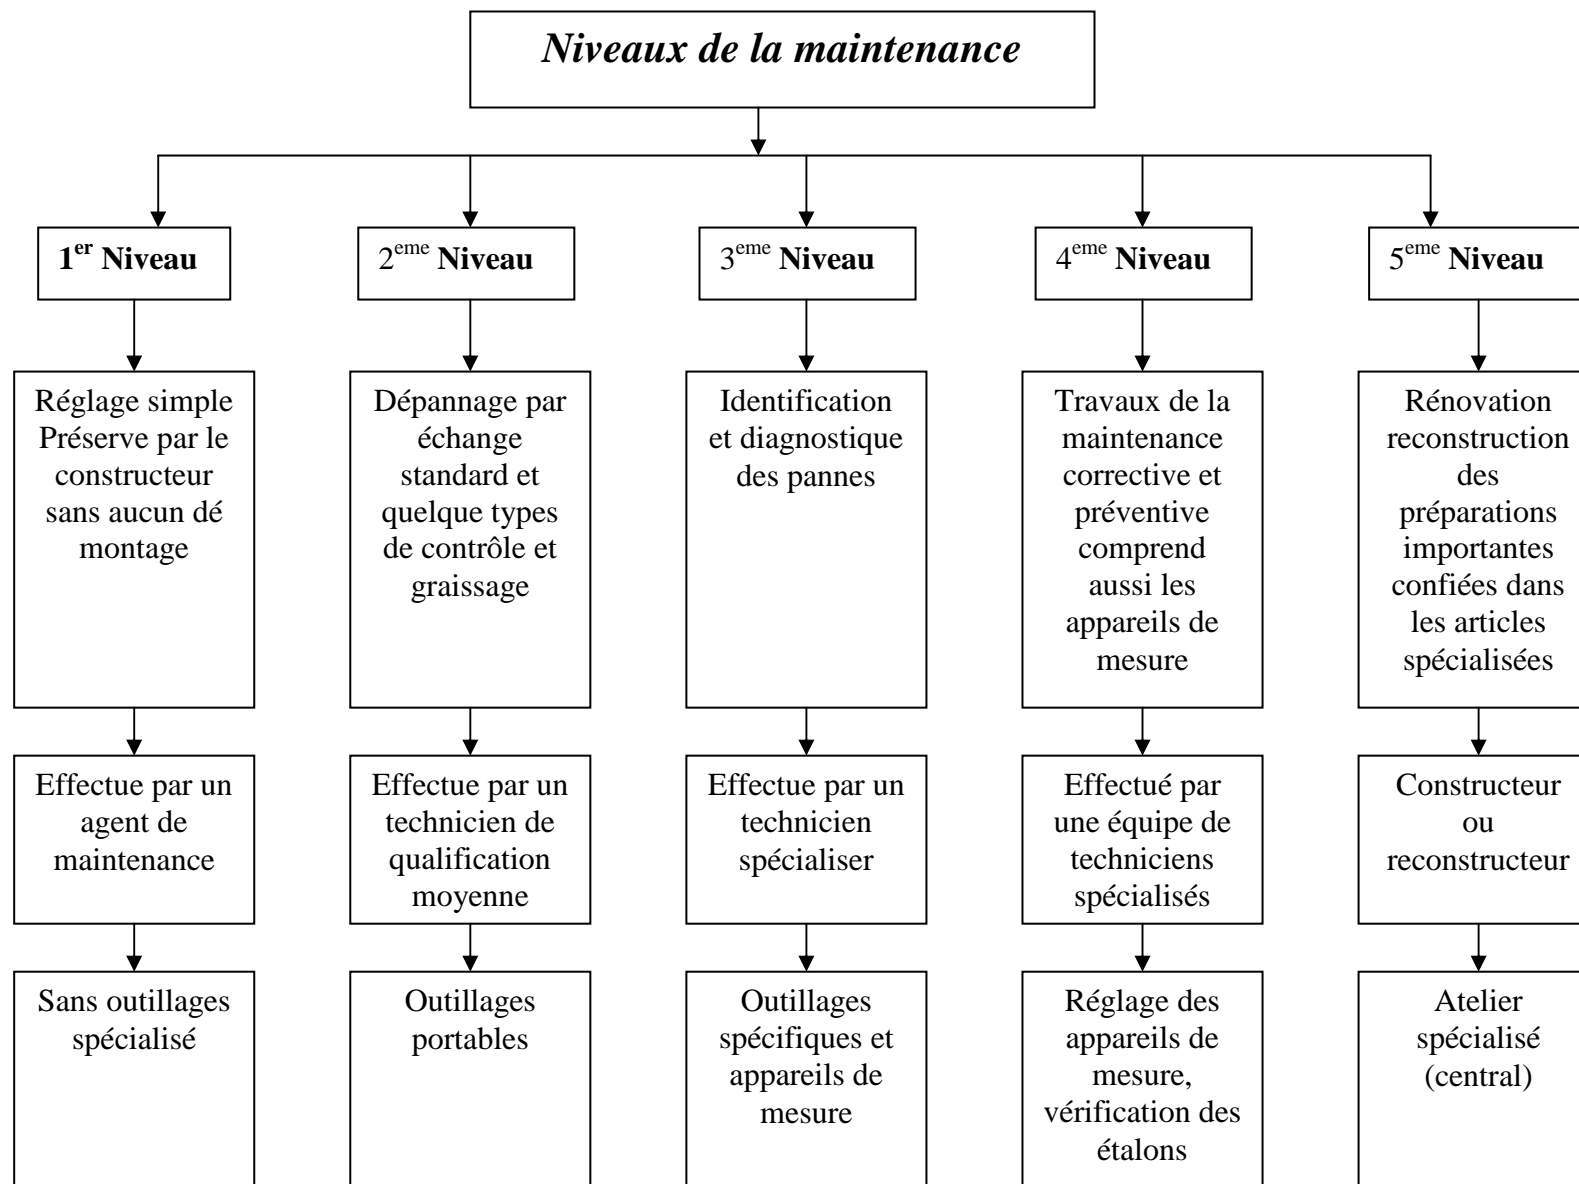 Niveaux de la maintenance
1er Niveau
2eme Niveau
3eme Niveau
4eme Niveau
5eme Niveau
Réglage simple
Préserve par le
constructeur
sans aucun dé
montage
Dépannage par
échange
standard et
quelque types
de contrôle et
graissage
Identification
et diagnostique
des pannes
Travaux de la
maintenance
corrective et
préventive
comprend
aussi les
appareils de
mesure
Rénovation
reconstruction
des
préparations
importantes
confiées dans
les articles
spécialisées
Effectue par un
agent de
maintenance
Effectue par un
technicien de
qualification
moyenne
Effectue par un
technicien
spécialiser
Effectué par
une équipe de
techniciens
spécialisés
Constructeur
ou
reconstructeur
Sans outillages
spécialisé
Outillages
portables
Outillages
spécifiques et
appareils de
mesure
Réglage des
appareils de
mesure,
vérification des
étalons
Atelier
spécialisé
(central)